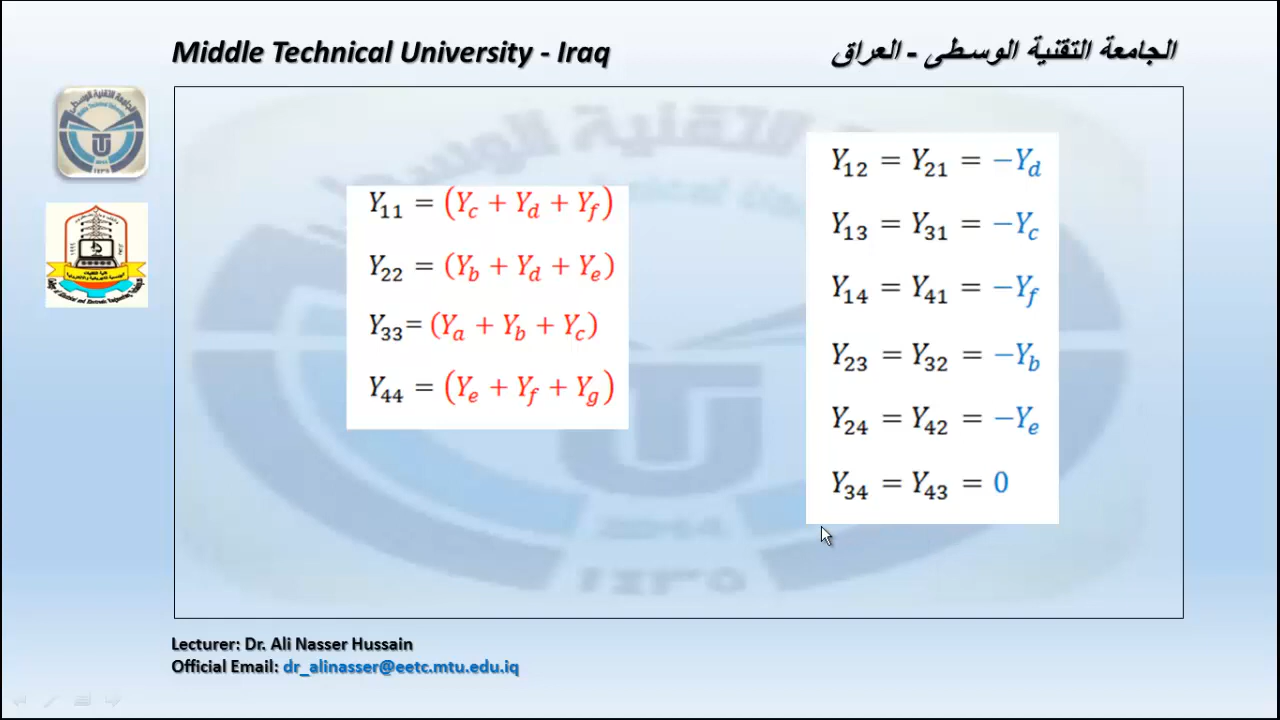 Middle Technical University - Iraq
الجامعة التقنية الوسطى - العراق
Y11 = (Yc + Yd + Yf)
Y22 = (Yb + Yd + Ye)
Y33= (Ya + Yb + Yc)
Y44 = (Ye + Yf + Yg)
Y12 = Y21 = −Yd
Y13 = Y31 = −Yc
Y14 = Y41 = −Yf
Y23 = Y32 = −Yb
Y24 = Y42 = −Ye
Y34 = Y43 = 0
Lecturer: Dr. Ali Nasser Hussain
Official Email: dr_alinasser@eetc.mtu.edu.iq